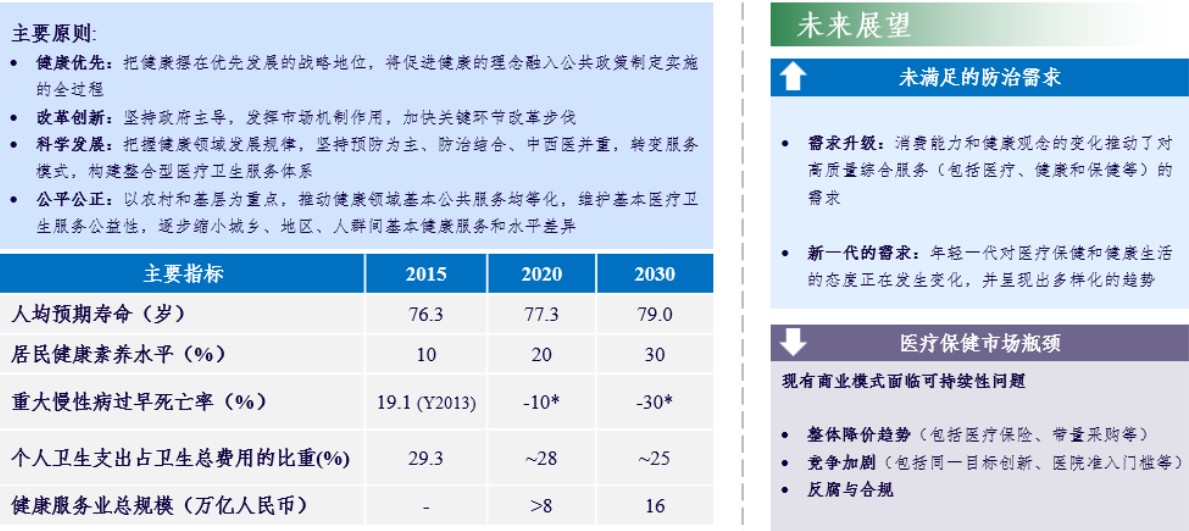 主要原则:
• 健康优先：把健康摆在优先发展的战略地位，将促进健康的理念融入公共政策制定实施
的全过程
• 改革创新：坚持政府主导，发挥市场机制作用，加快关键环节改革步伐
• 科学发展：把握健康领域发展规律，坚持预防为主、防治结合、中西医并重，转变服务
模式，构建整合型医疗卫生服务体系
• 公平公正：以农村和基层为重点，推动健康领域基本公共服务均等化，维护基本医疗卫
生服务公益性，逐步缩小城乡、地区、人群间基本健康服务和水平差异
主要指标 2015 2020 2030
人均预期寿命（岁） 76.3 77.3 79.0
居民健康素养水平（%） 10 20 30
重大慢性病过早死亡率（%） 19.1 (Y2013) -10* -30*
个人卫生支出占卫生总费用的比重(%) 29.3 ~28 ~25
健康服务业总规模（万亿人民币） - >8 16
未来展望
未满足的防治需求
• 需求升级：消费能力和健康观念的变化推动了对
高质量综合服务（包括医疗、健康和保健等）的
需求
• 新一代的需求：年轻一代对医疗保健和健康生活
的态度正在发生变化，并呈现出多样化的趋势
医疗保健市场瓶颈
现有商业模式面临可持续性问题
• 整体降价趋势（包括医疗保险、带量采购等）
• 竞争加剧（包括同一目标创新、医院准入门槛等）
• 反腐与合规